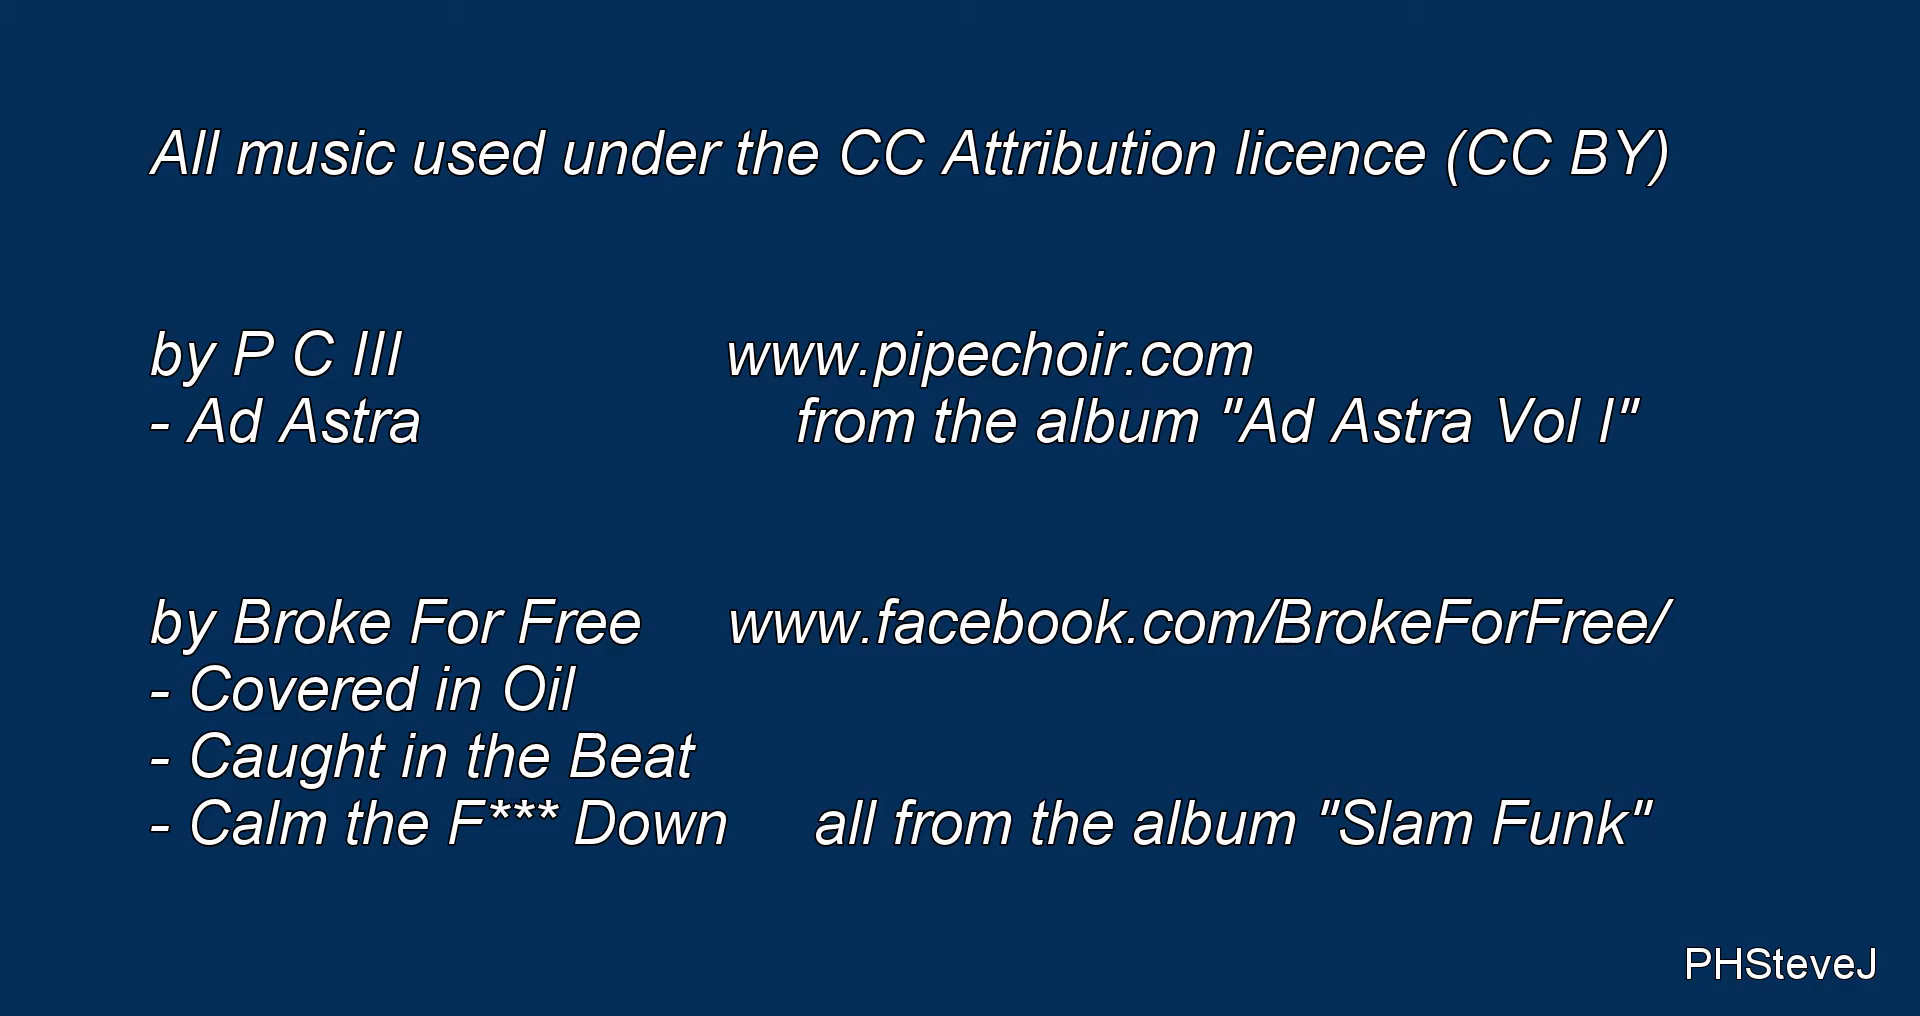 All music used under the CC Attribution licence (CC BY)
by P C III www.pipechoir.com
- Ad Astra from the album "Ad Astra Vol I"
by Broke For Free www.facebook.com/BrokeForFree/
- Covered in Oil
- Caught in the Beat
- Calm the F*** Down all from the album "Slam Funk"
PHSteveJ